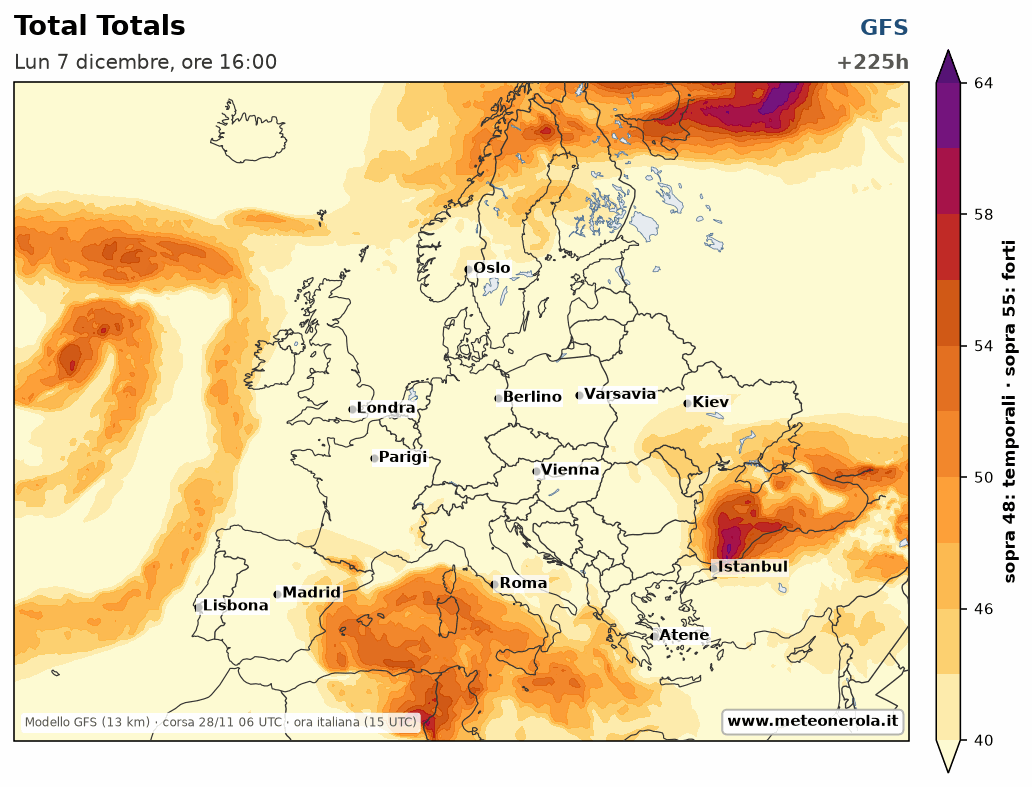 Total Totals
GFS
Lun 7 dicembre, ore 16:00
+225h
64
58
54
50
46
40
sopra 48: temporali · sopra 55: forti
Oslo
Berlino
Varsavia
Kiev
Londra
Parigi
Vienna
Istanbul
Roma
Madrid
Lisbona
Atene
Modello GFS (13 km) · corsa 28/11 06 UTC · ora italiana (15 UTC)
www.meteonerola.it